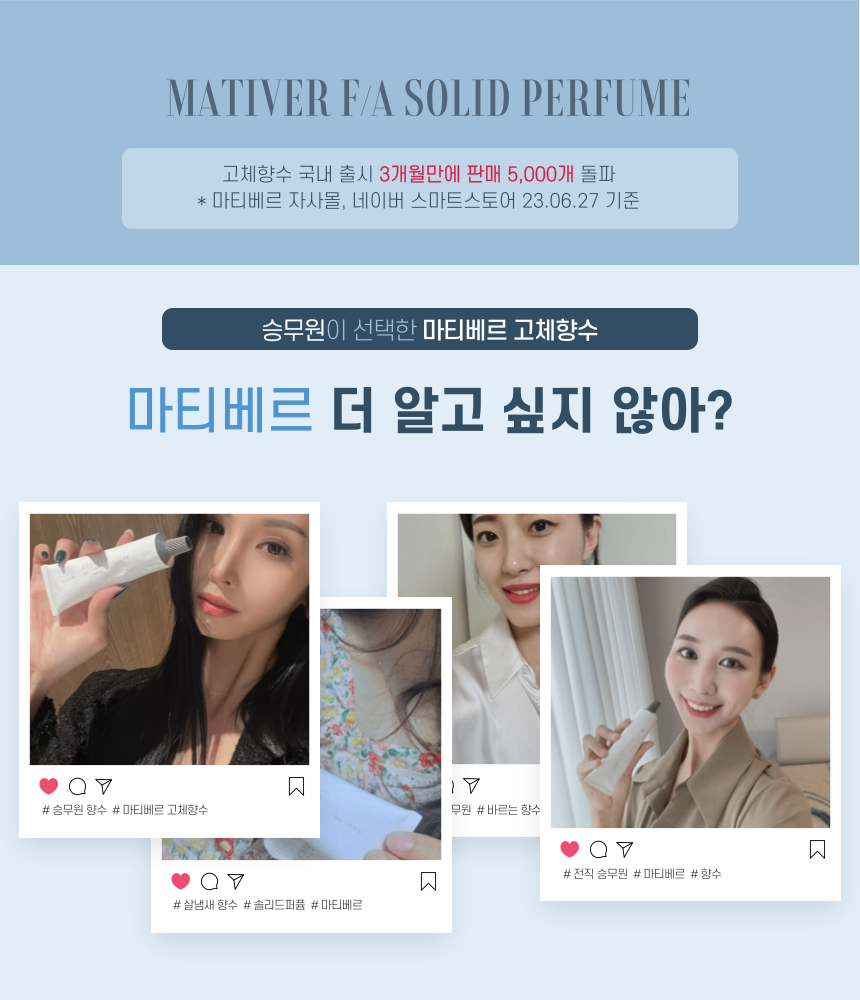 MATIVER F/A SOLID PERFUME
고체향수 국내 출시 3개월만에 판매 5,000개 돌파
* 마티베르 자사몰, 네이버 스마트스토어 23.06.27 기준
승무원이 선택한 마티베르 고체향수
마티베르 더 알고 싶지 않아?
# 승무원 향수 # 마티베르 고체향수
# 살냄새 향수 # 솔리드퍼퓸 # 마티베르
무원 # 바르는 향수
# 전직 승무원 # 마티베르 # 향수